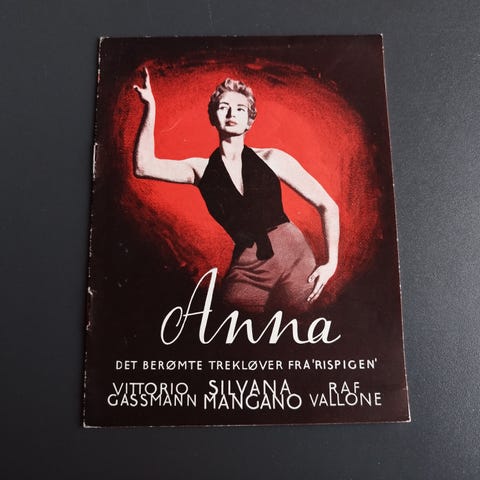 Anna
DET BERØMTE TREKLØVER FRA 'RISPIGEN'
VITTORIO GASSMANN SILVANA MANGANO RAF VALLONE